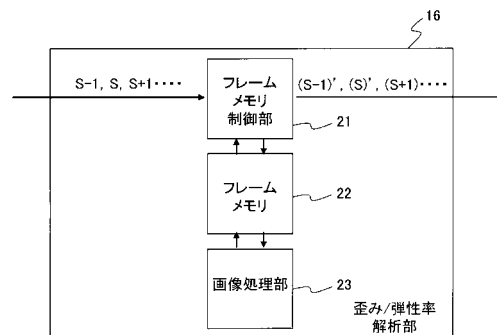 16
S-1, S, S+1････
フレーム
メモリ
制御部
(S-1)', (S)', (S+1)････
21
フレーム
メモリ
22
画像処理部
23
歪み/弾性率
解析部